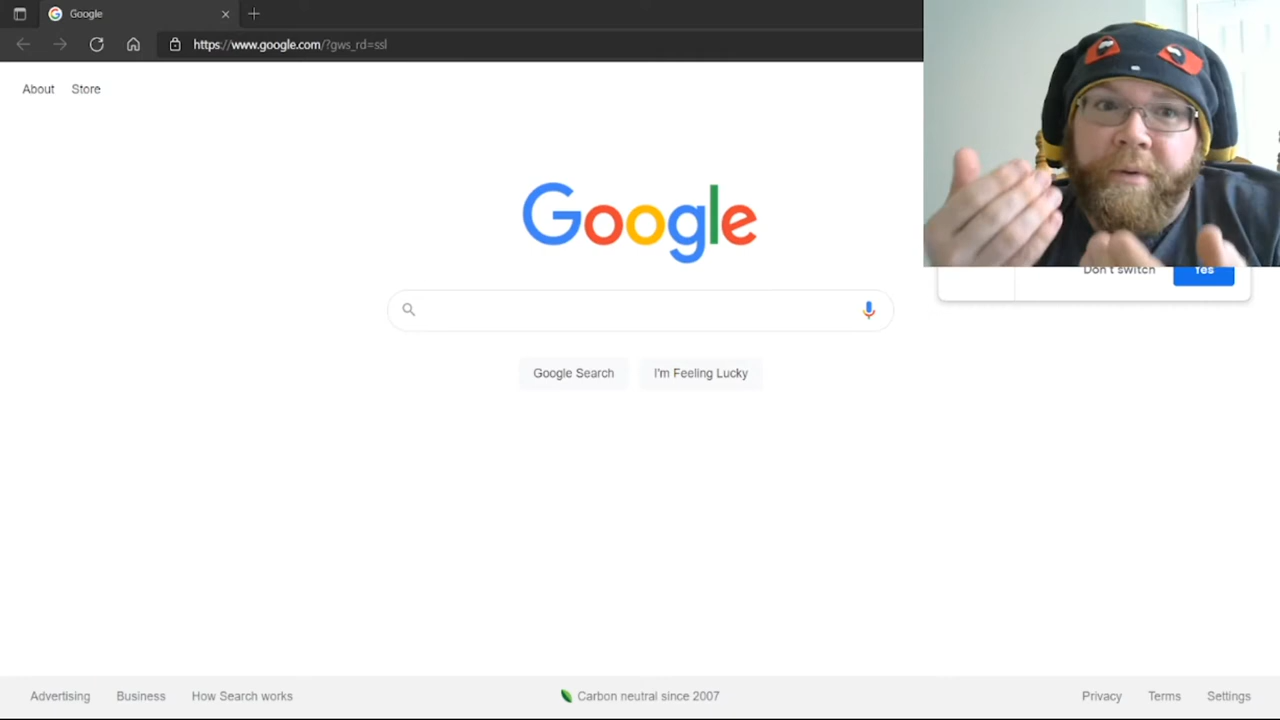 Google
https://www.google.com/?gws_rd=ssl
About Store
Google
Don't switch Yes
Google Search I'm Feeling Lucky
Advertising Business How Search works Carbon neutral since 2007 Privacy Terms Settings